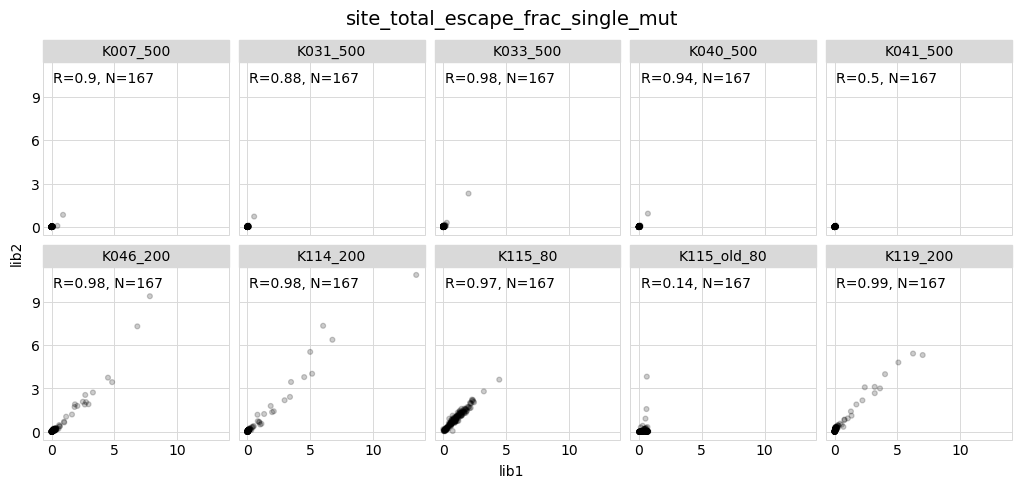 site_total_escape_frac_single_mut
K007_500 K031_500 K033_500 K040_500 K041_500
R=0.9, N=167 R=0.88, N=167 R=0.98, N=167 R=0.94, N=167 R=0.5, N=167
9
6
3
0
lib2
K046_200 K114_200 K115_80 K115_old_80 K119_200
R=0.98, N=167 R=0.98, N=167 R=0.97, N=167 R=0.14, N=167 R=0.99, N=167
9
6
3
0
0 5 10 0 5 10 0 5 10 0 5 10 0 5 10
lib1